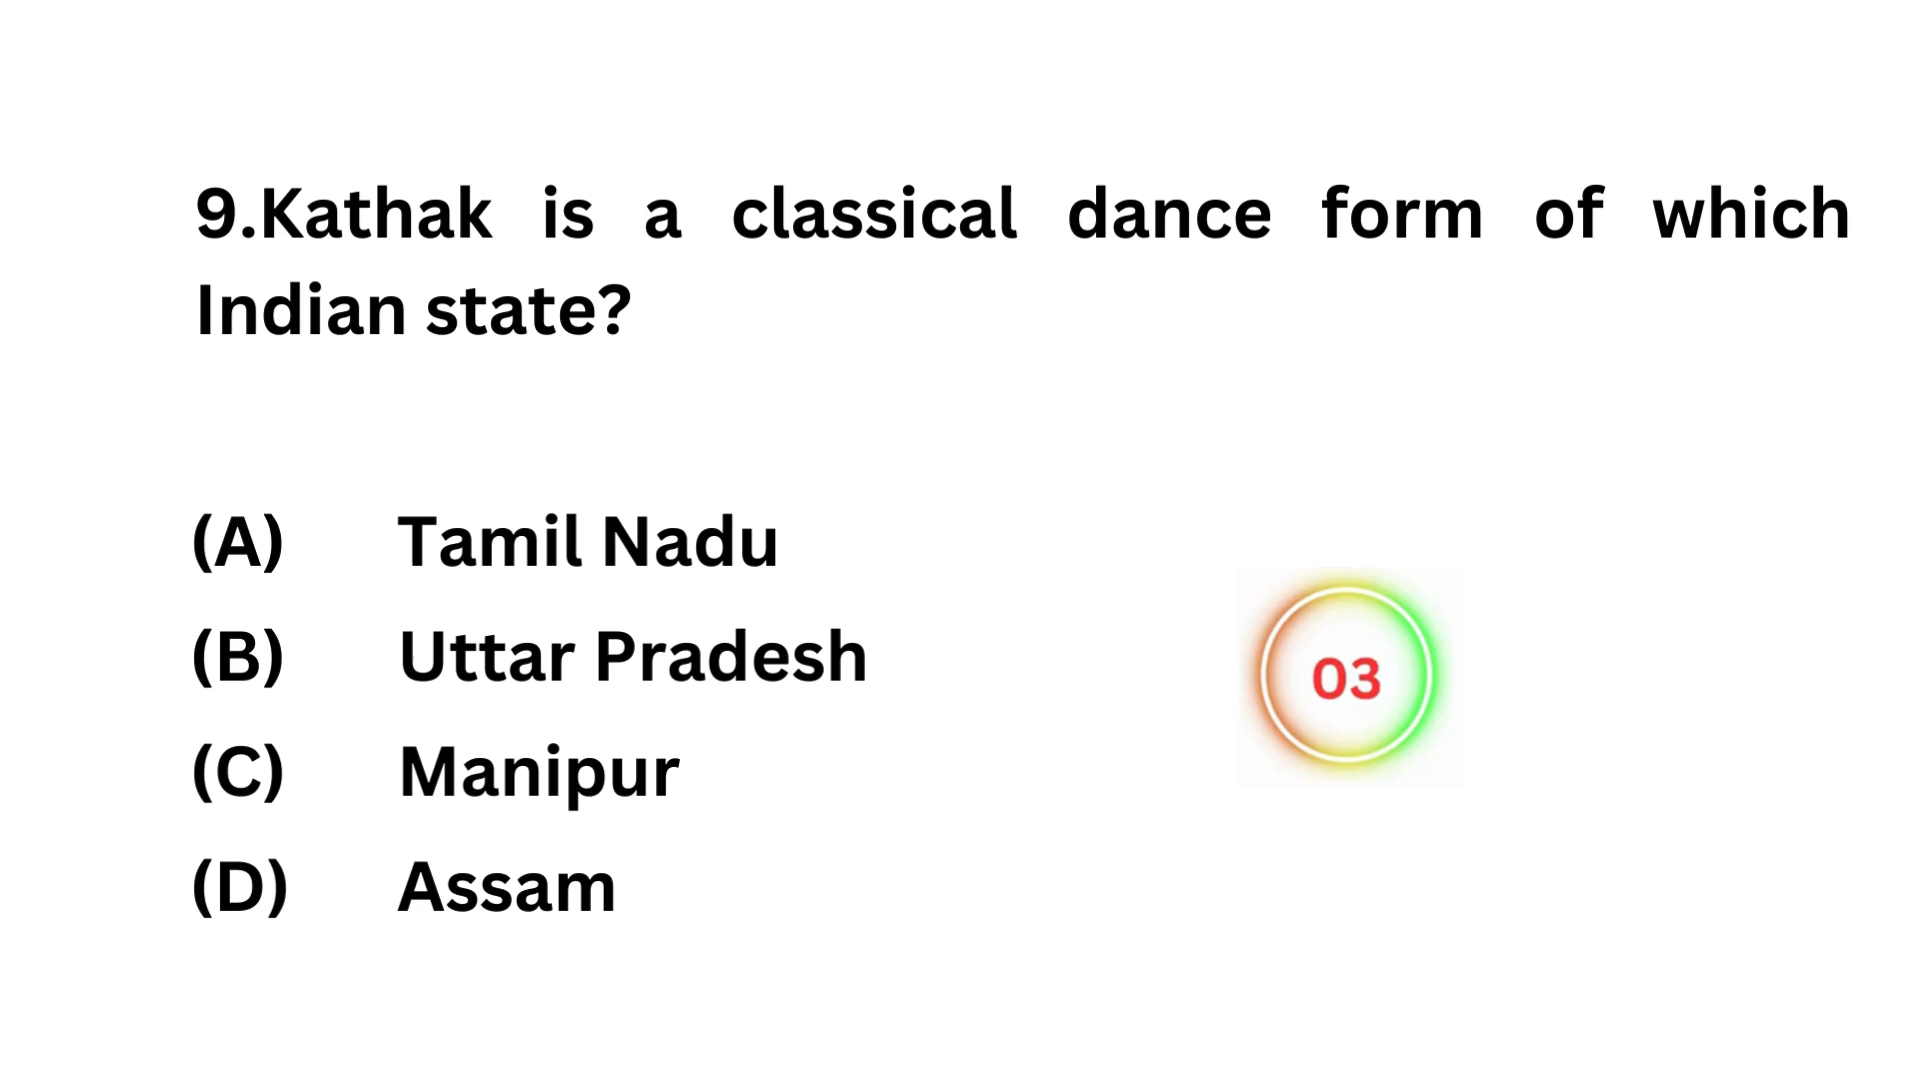 9.Kathak is a classical dance form of which
Indian state?
(A) Tamil Nadu
(B) Uttar Pradesh
03
(C) Manipur
(D) Assam